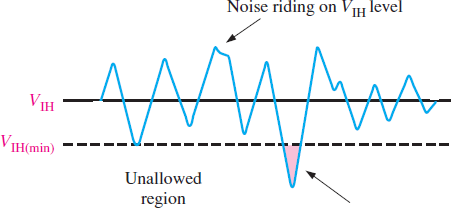 Noise riding on VIH level
VIH
VIH(min)
Unallowed
region